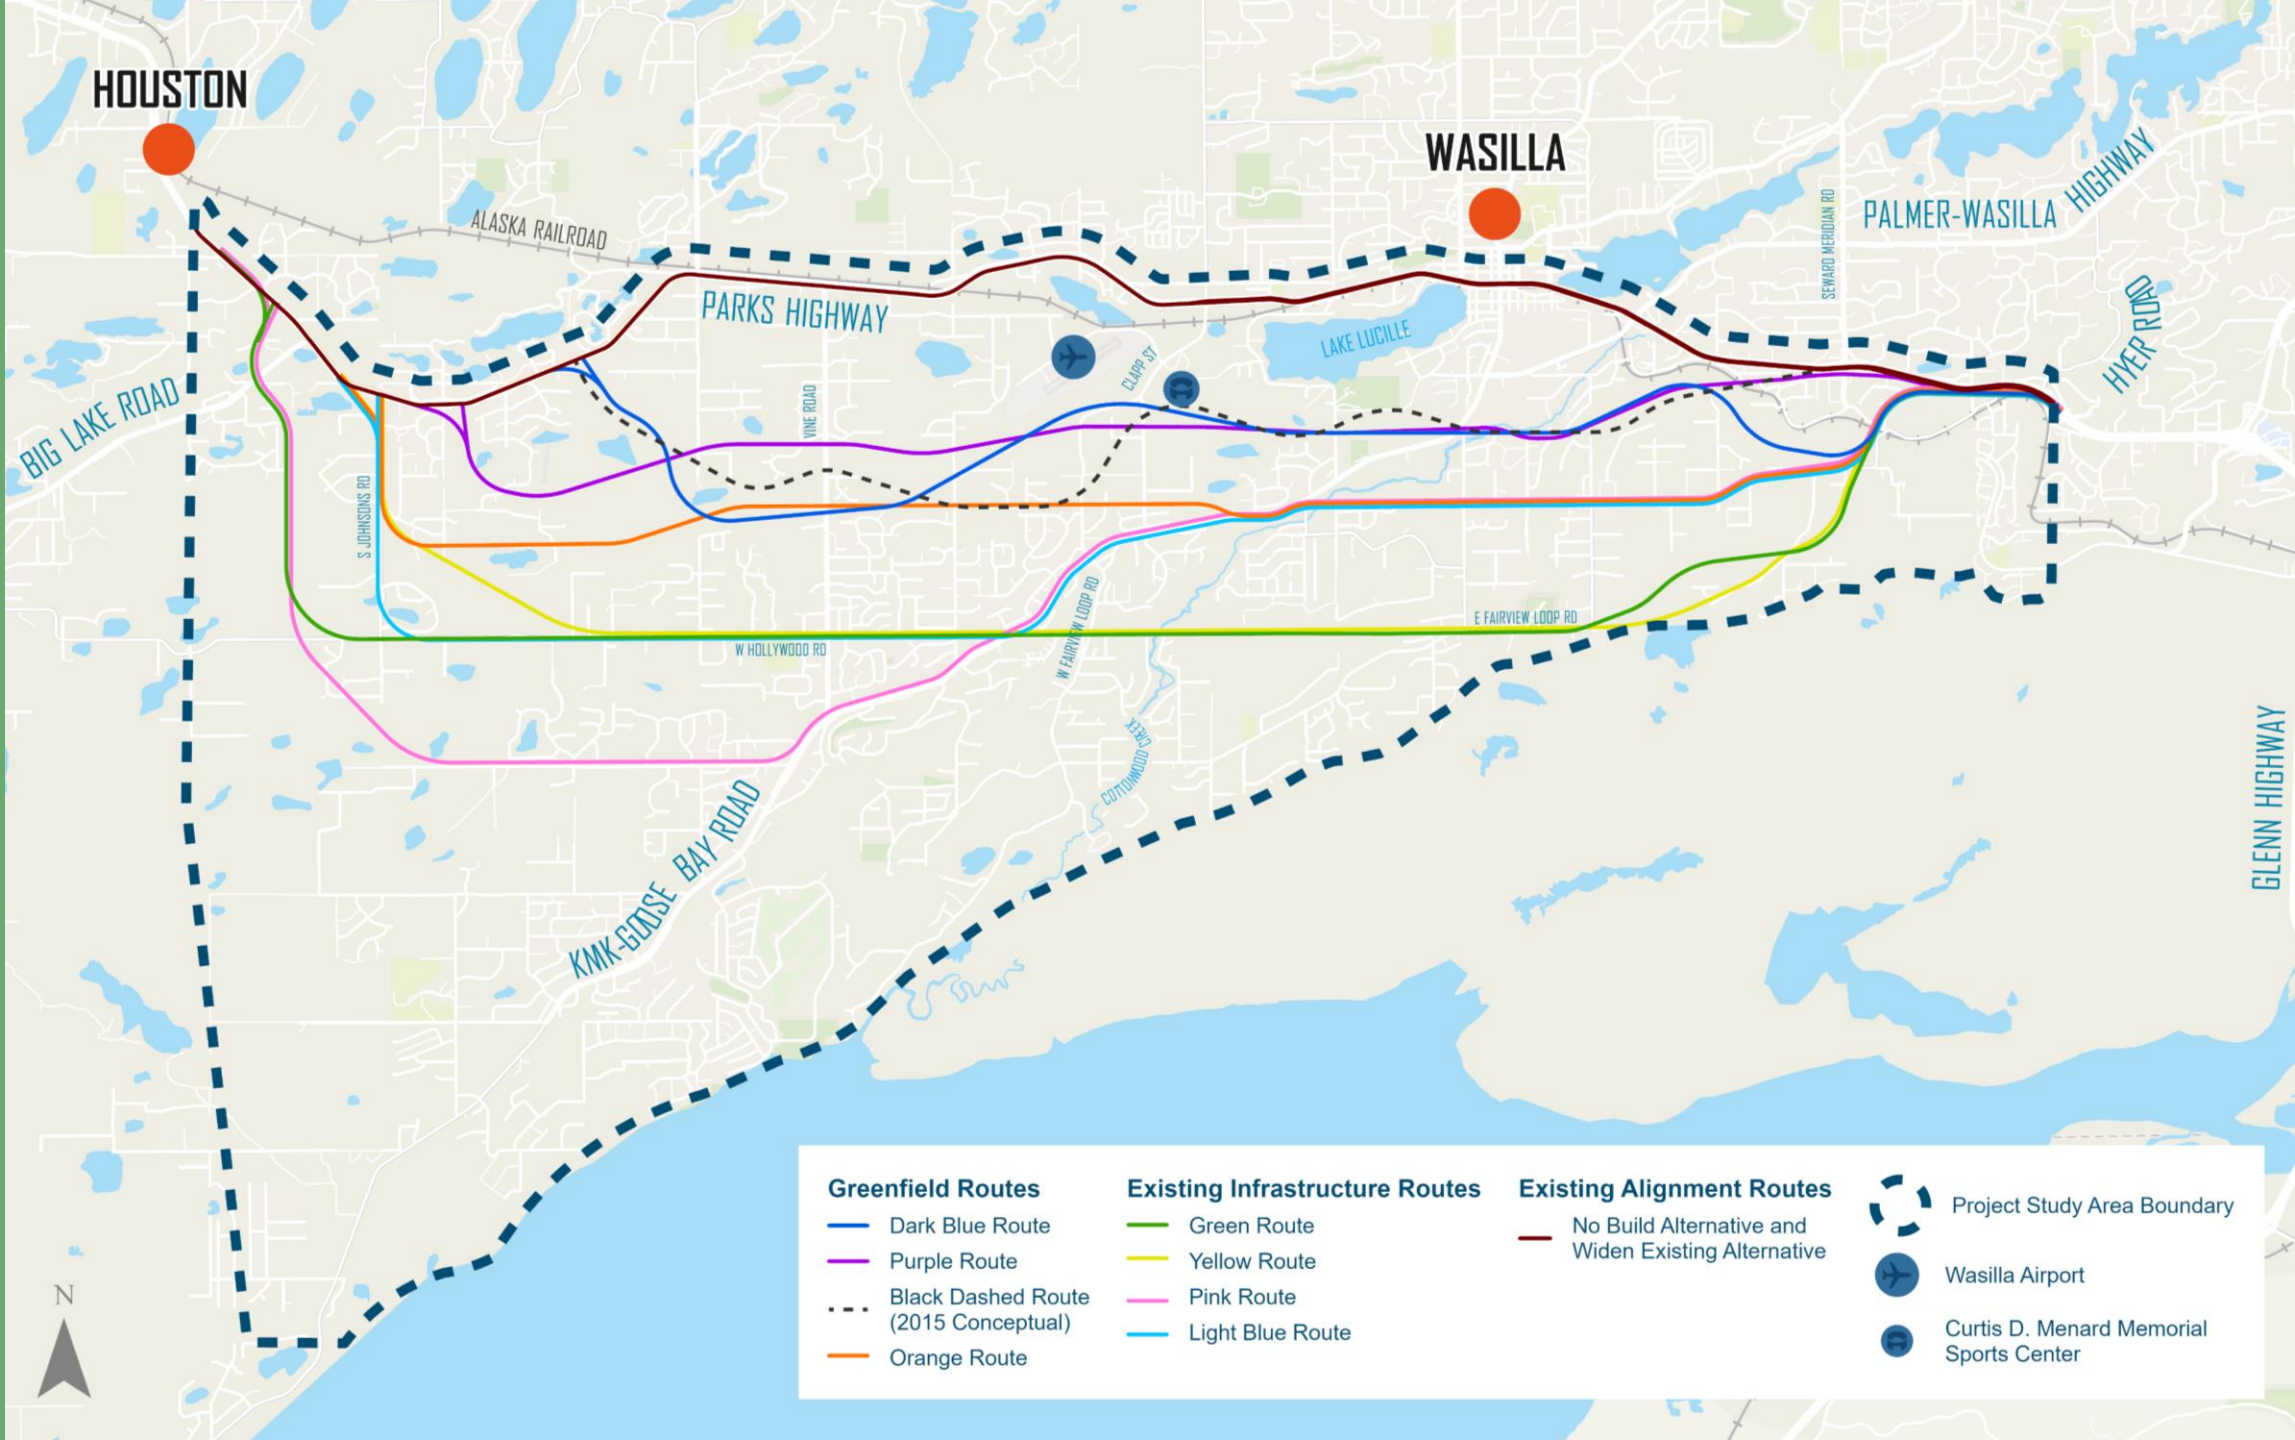 HOUSTON
WASILLA
PALMER-WASILLA HIGHWAY
SEWARD MERIDIAN RD
ALASKA RAILROAD
HYER ROAD
PARKS HIGHWAY
LAKE LUCILLE
CLAPP ST
BIG LAKE ROAD
VINE ROAD
S JOHNSONS RD
W FAIRVIEW LOOP RD
E FAIRVIEW LOOP RD
W HOLLYWOOD RD
COTTONWOOD CREEK
KMK-GOOSE BAY ROAD
GLENN HIGHWAY
N
Greenfield Routes
Dark Blue Route
Purple Route
Black Dashed Route
(2015 Conceptual)
Orange Route
Existing Infrastructure Routes
Green Route
Yellow Route
Pink Route
Light Blue Route
Existing Alignment Routes
No Build Alternative and
Widen Existing Alternative
Project Study Area Boundary
Wasilla Airport
Curtis D. Menard Memorial
Sports Center